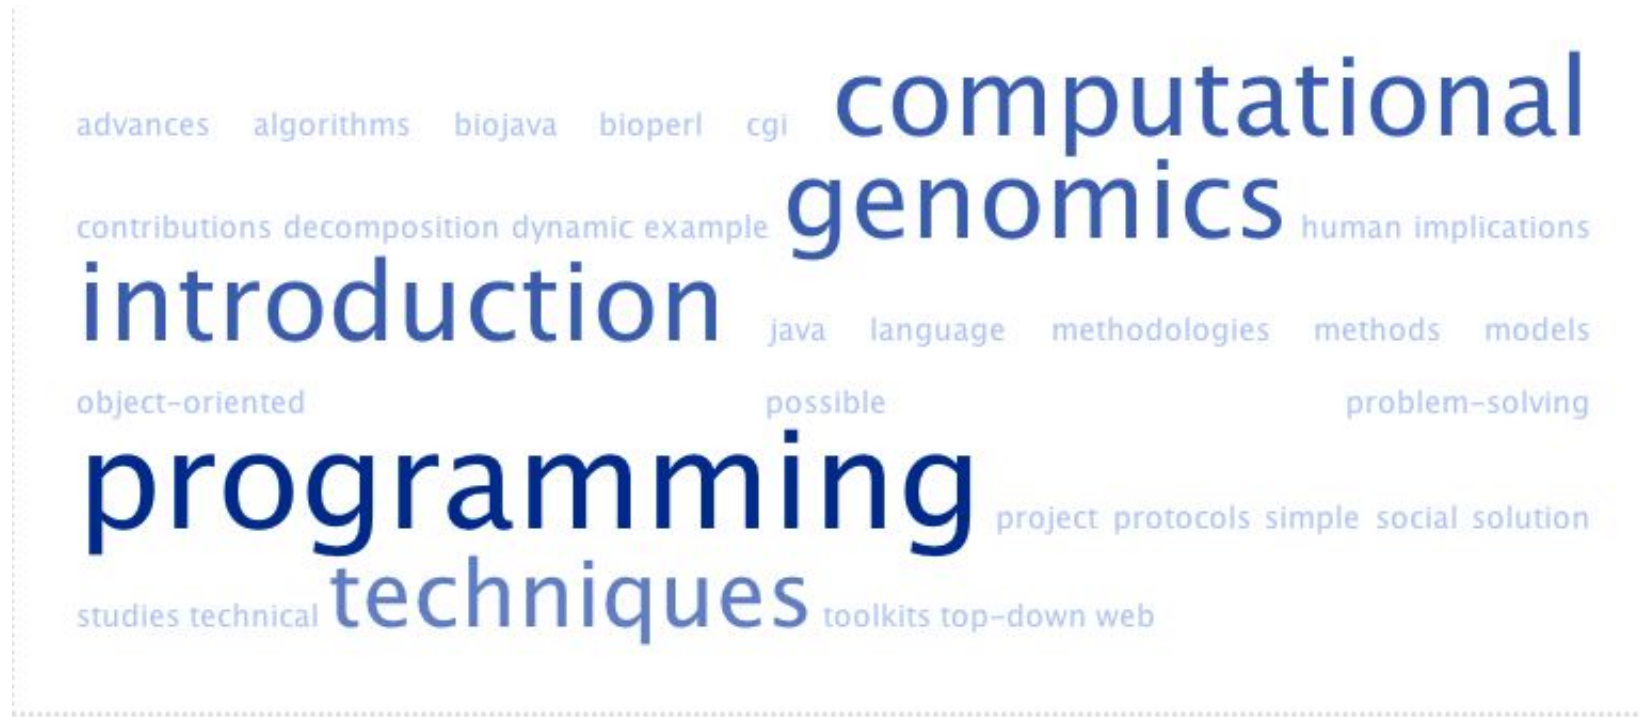 advances algorithms biojava bioperl cgi computational
contributions decomposition dynamic example genomics human implications
introduction java language methodologies methods models
object-oriented possible problem-solving
programming project protocols simple social solution
studies technical techniques toolkits top-down web